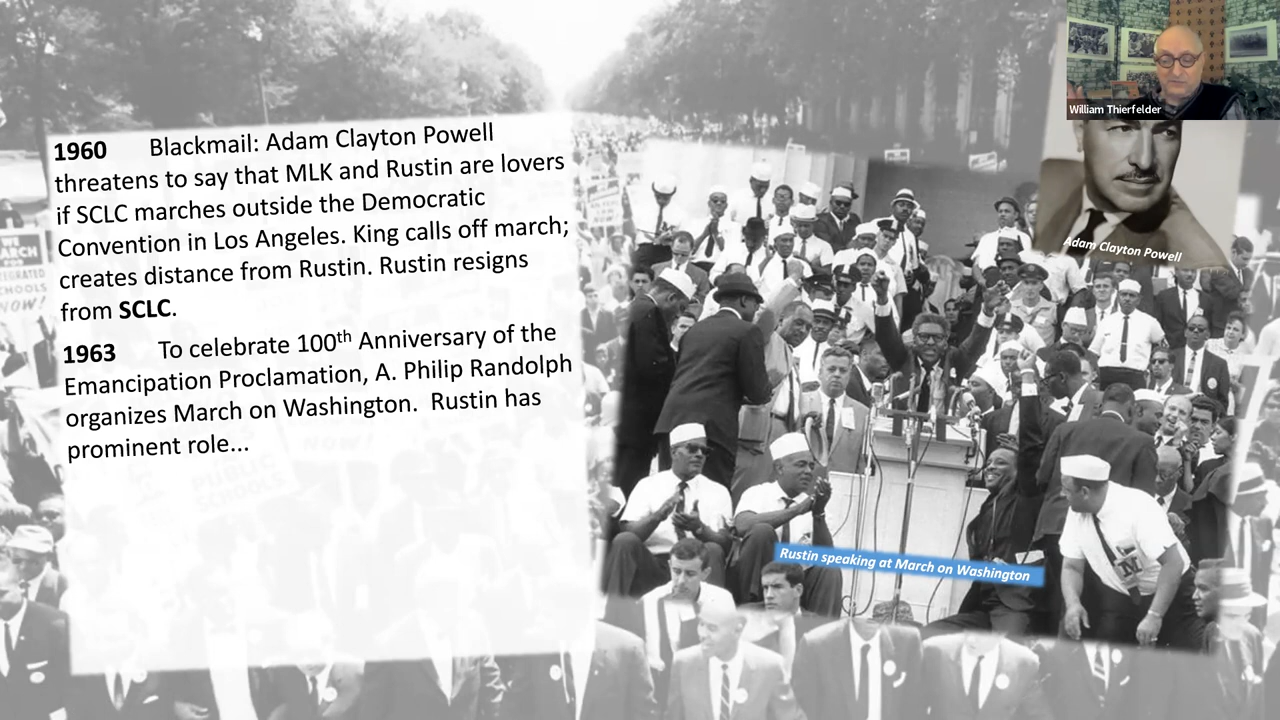 William Thierfelder
1960 Blackmail: Adam Clayton Powell
threatens to say that MLK and Rustin are lovers
if SCLC marches outside the Democratic
Convention in Los Angeles. King calls off march;
creates distance from Rustin. Rustin resigns
from SCLC.
1963 To celebrate 100th Anniversary of the
Emancipation Proclamation, A. Philip Randolph
organizes March on Washington. Rustin has
prominent role...
Adam Clayton Powell
Rustin speaking at March on Washington
SCHOOLS
NOW!
N